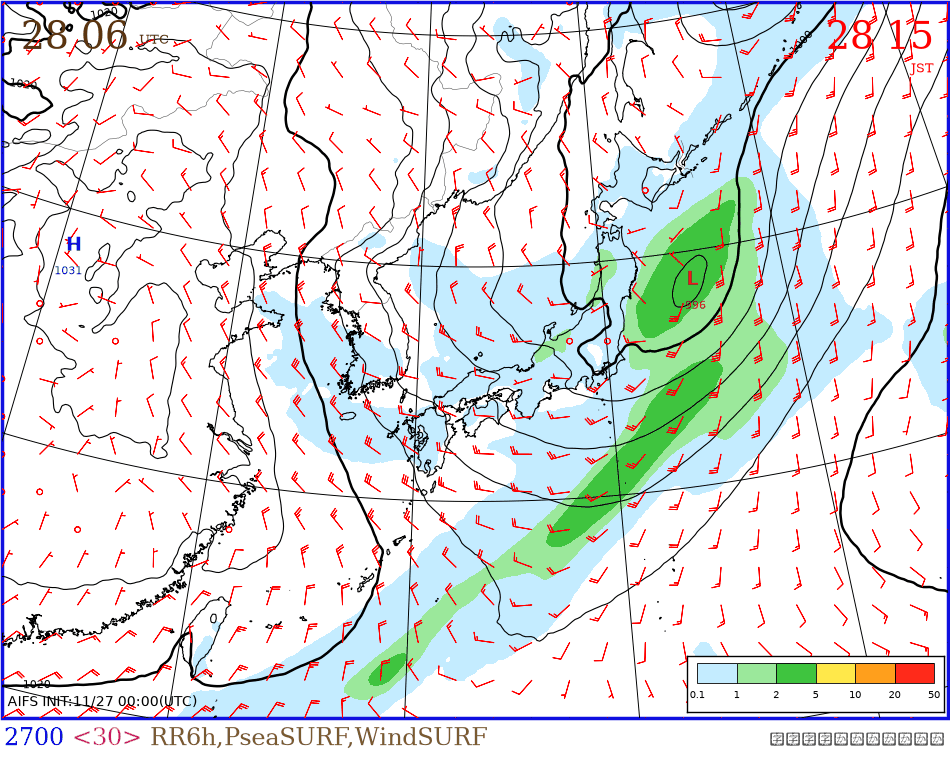 28 06 UTC
28 15 JST
1020
1000
H
1031
L
996
1020
0.1 1 2 5 10 20 50
AIFS INIT:11/27 00:00(UTC)
2700 <30> RR6h,PseaSURF,WindSURF